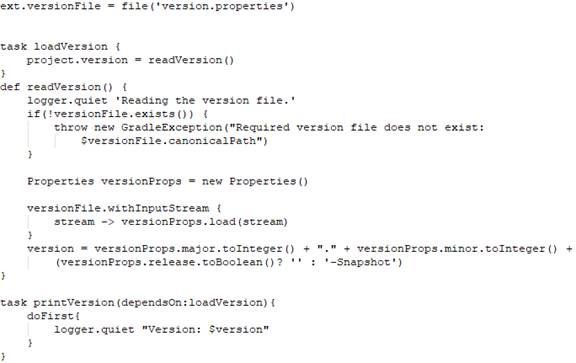 ext.versionFile = file('version.properties')
task loadVersion {
project.version = readVersion()
}
def readVersion() {
logger.quiet 'Reading the version file.'
if(!versionFile.exists()) {
throw new GradleException("Required version file does not exist:
$versionFile.canonicalPath")
}
Properties versionProps = new Properties()
versionFile.withInputStream {
stream -> versionProps.load(stream)
}
version = versionProps.major.toInteger() + "." + versionProps.minor.toInteger() +
(versionProps.release.toBoolean()? '' : '-Snapshot')
}
task printVersion(dependsOn:loadVersion){
doFirst{
logger.quiet "Version: $version"
}
}